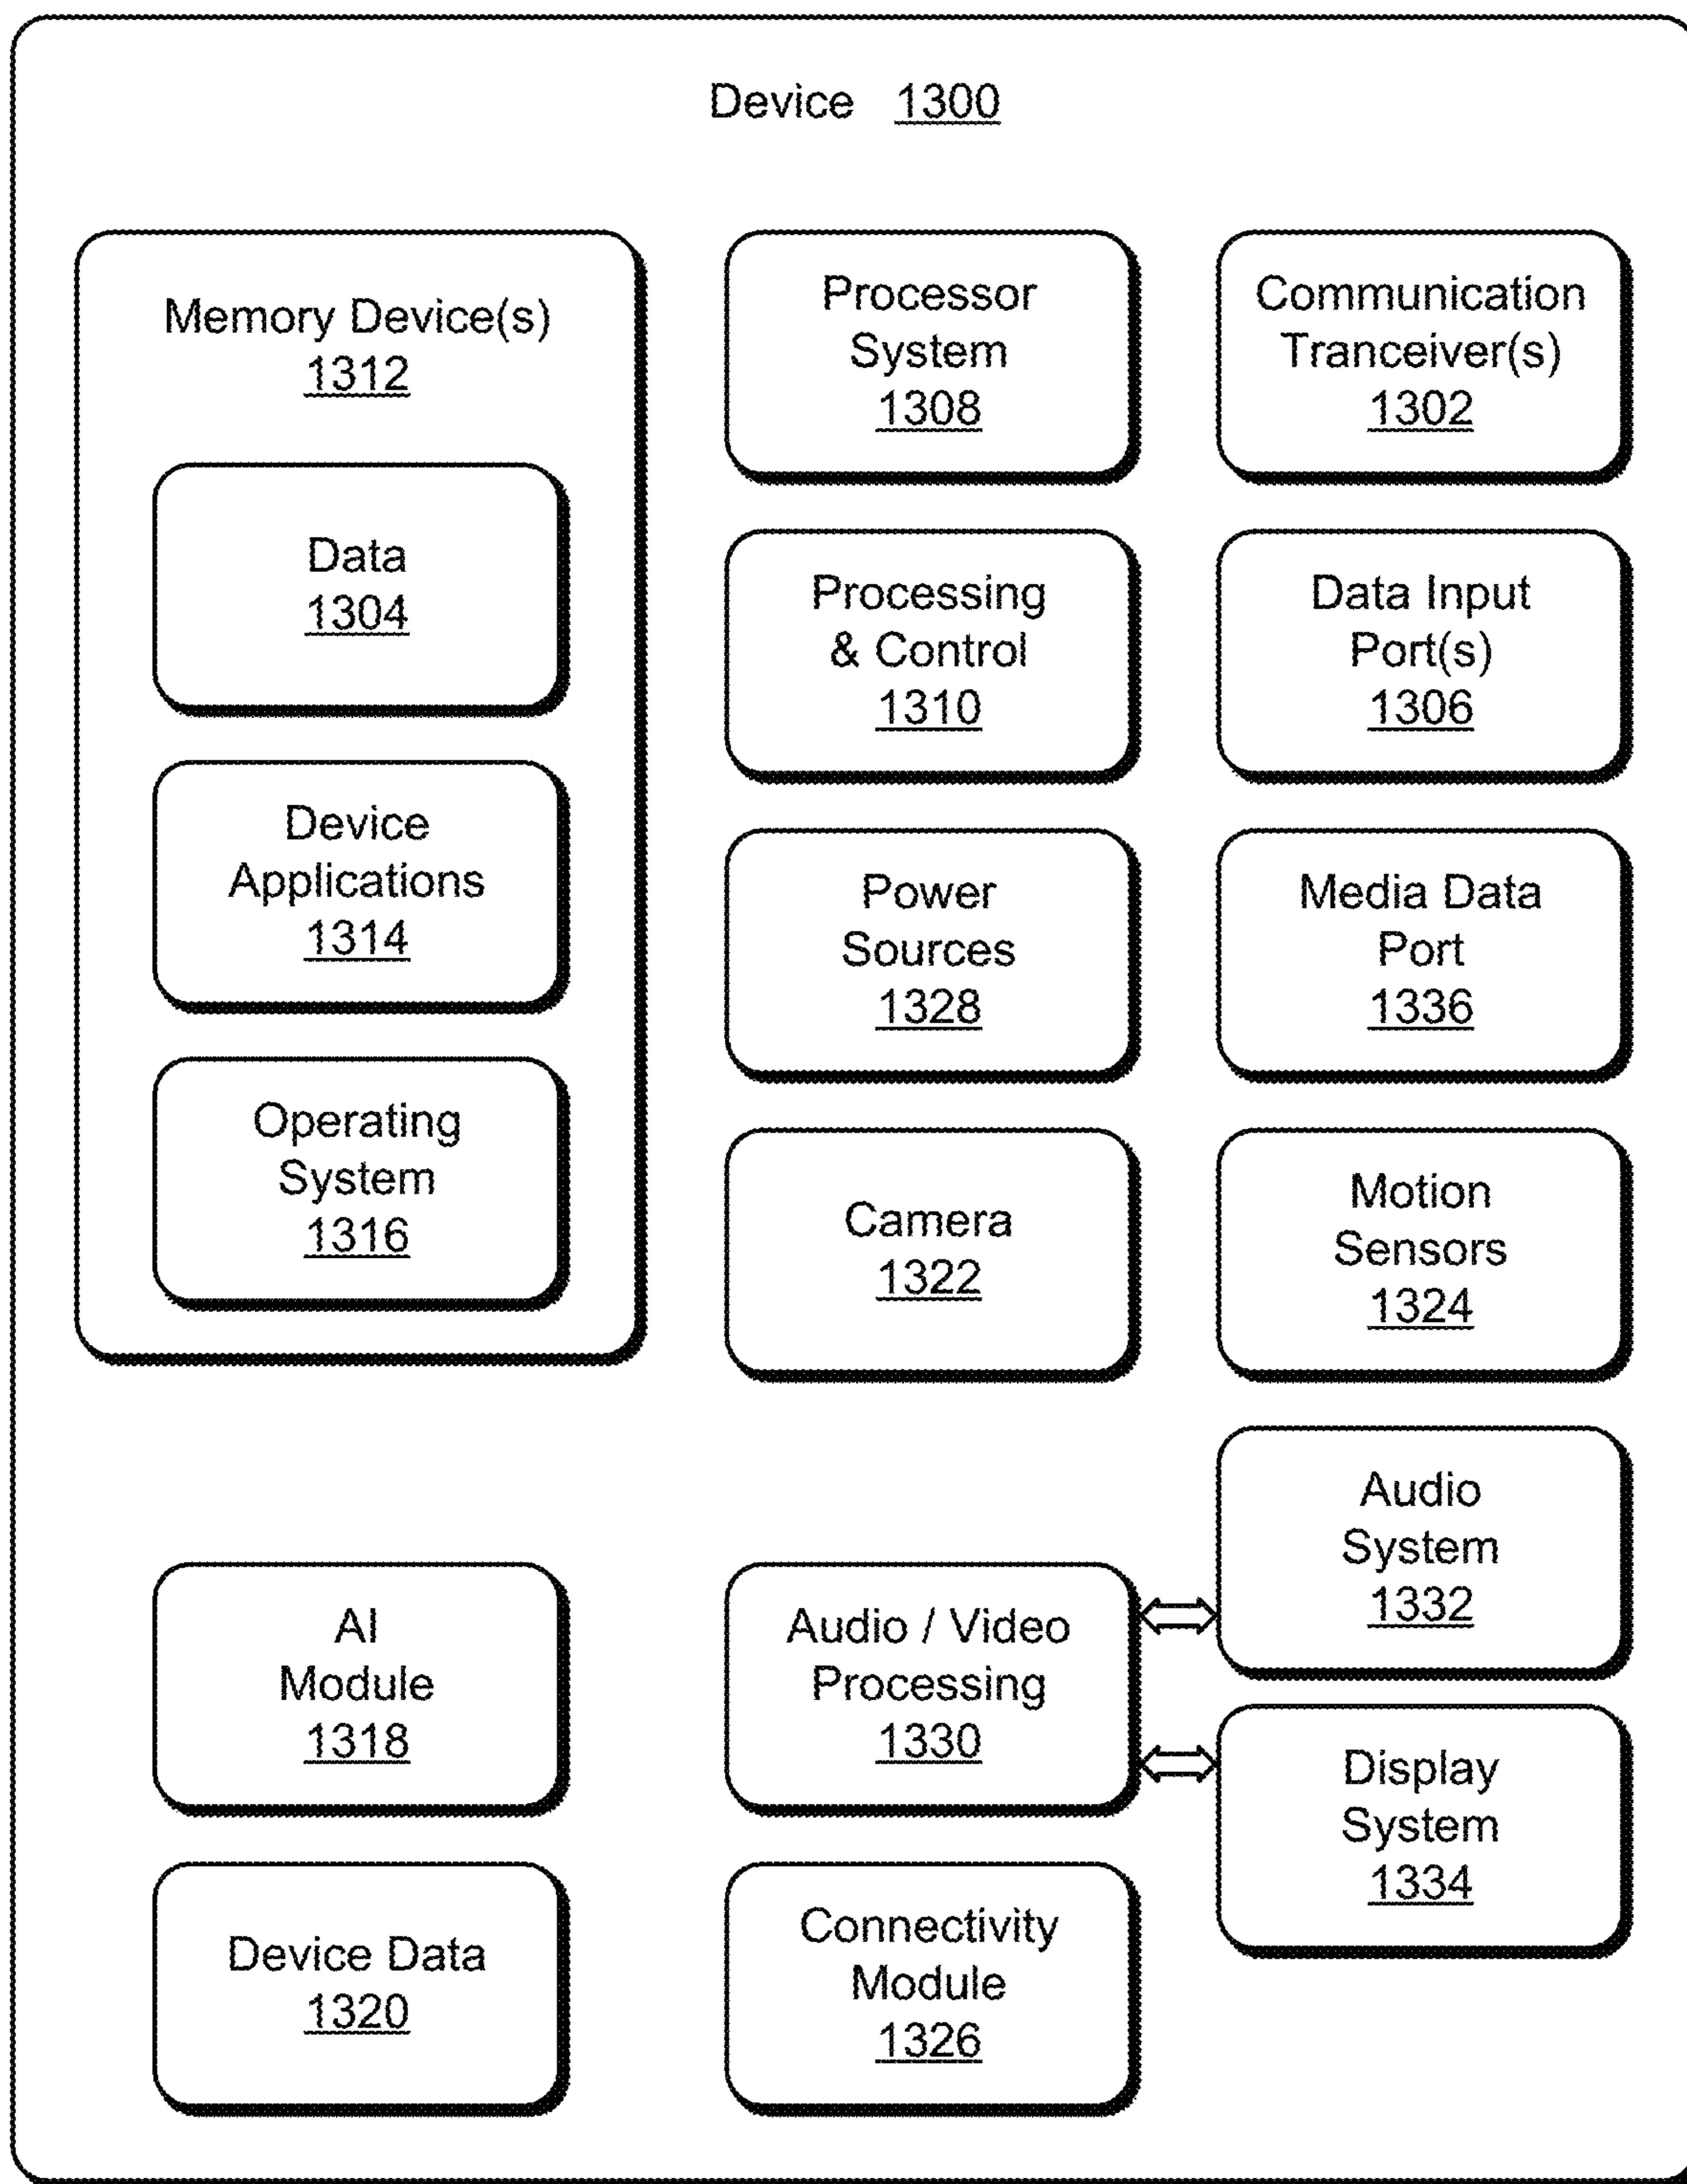 Device 1300
Memory Device(s)
1312
Data
1304
Device
Applications
1314
Operating
System
1316
Processor
System
1308
Communication
Tranceiver(s)
1302
Processing
& Control
1310
Data Input
Port(s)
1306
Power
Sources
1328
Media Data
Port
1336
Camera
1322
Motion
Sensors
1324
AI
Module
1318
Audio / Video
Processing
1330
Audio
System
1332
Display
System
1334
Device Data
1320
Connectivity
Module
1326